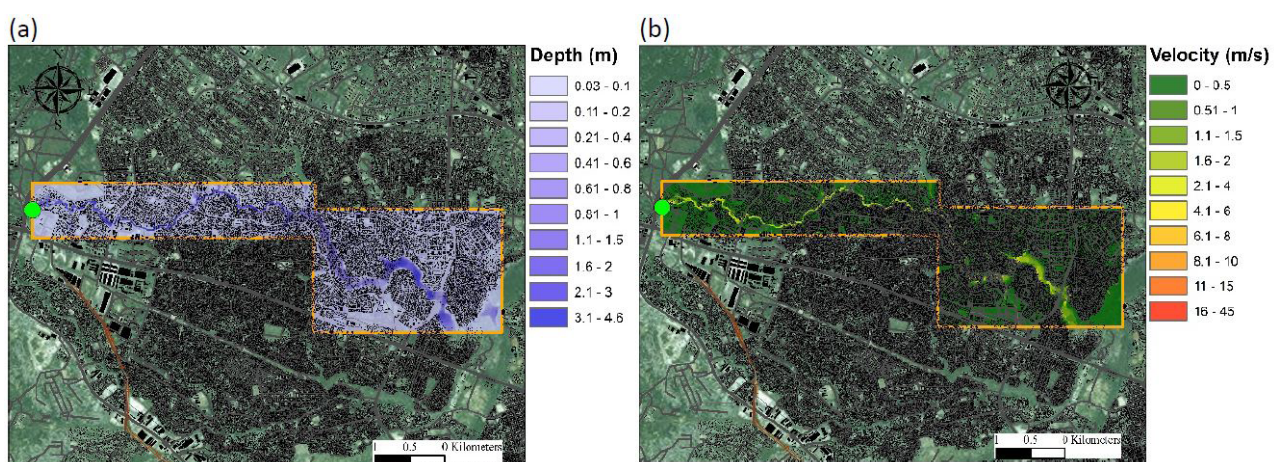 (a)
Depth (m)
0.03 - 0.1
0.11 - 0.2
0.21 - 0.4
0.41 - 0.6
0.61 - 0.8
0.81 - 1
1.1 - 1.5
1.6 - 2
2.1 - 3
3.1 - 4.6
S
1 0.5 0 Kilometers
(b)
Velocity (m/s)
0 - 0.5
0.51 - 1
1.1 - 1.5
1.6 - 2
2.1 - 4
4.1 - 6
6.1 - 8
8.1 - 10
11 - 15
16 - 45
1 0.5 0 Kilometers